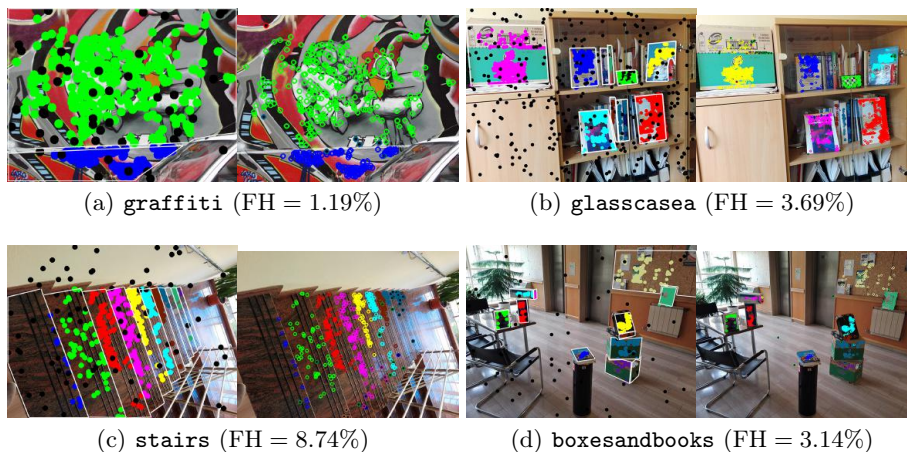 (a) graffiti (FH = 1.19%)
(b) glasscasea (FH = 3.69%)
(c) stairs (FH = 8.74%)
(d) boxesandbooks (FH = 3.14%)